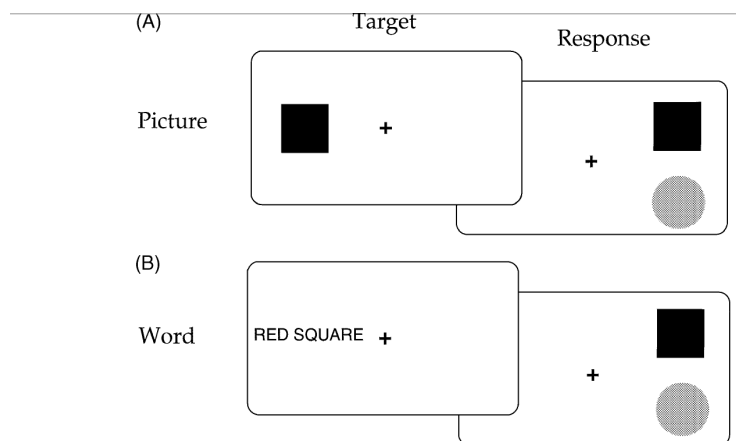 (A)
Target
Response
Picture
+
+
(B)
Word
RED SQUARE +
+